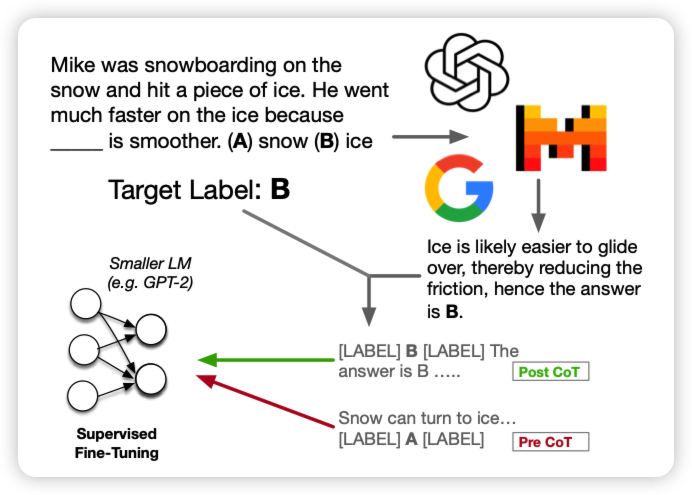 Mike was snowboarding on the
snow and hit a piece of ice. He went
much faster on the ice because
_____ is smoother. (A) snow (B) ice
Target Label: B
Ice is likely easier to glide
over, thereby reducing the
friction, hence the answer
is B.
Smaller LM
(e.g. GPT-2)
[LABEL] B [LABEL] The
answer is B .....
Post CoT
Snow can turn to ice...
[LABEL] A [LABEL]
Pre CoT
Supervised
Fine-Tuning